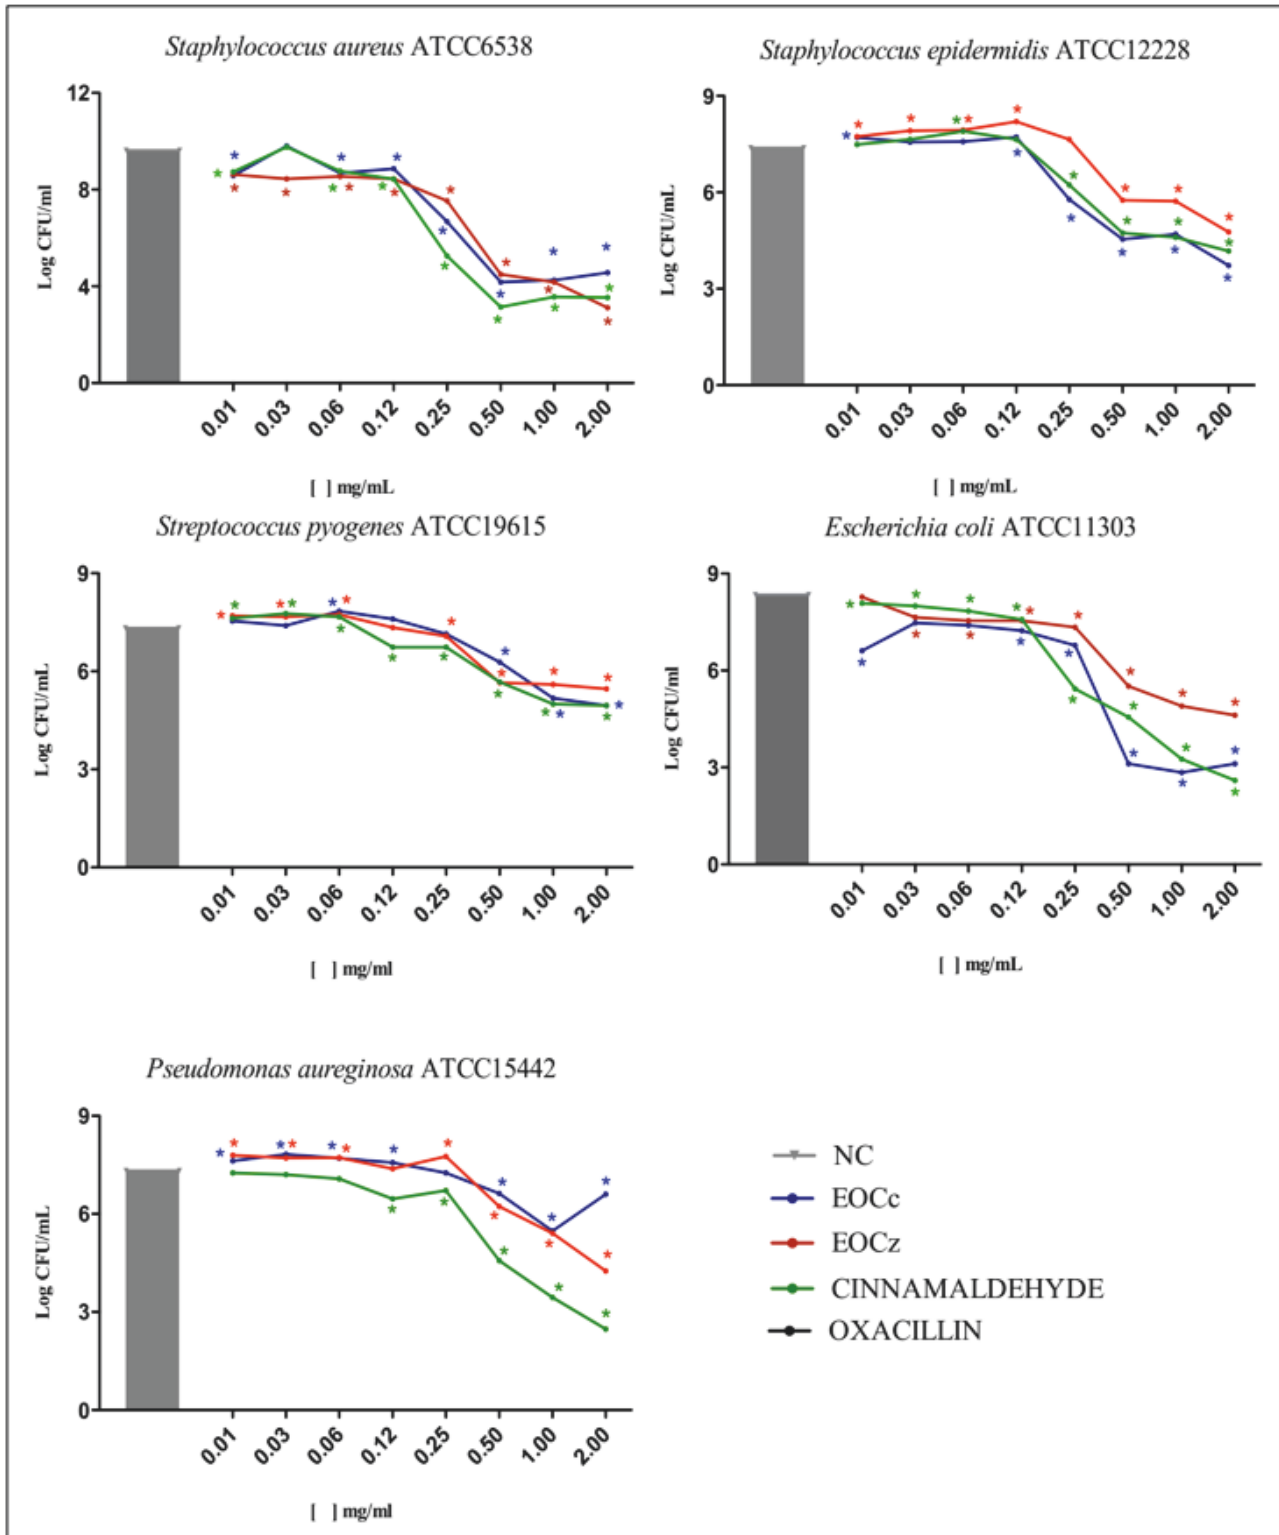 Staphylococcus aureus ATCC6538
12
8
4
0
Log CFU/ml
*
0.01 0.03 0.06 0.12 0.25 0.50 1.00 2.00
[ ] mg/mL
Staphylococcus epidermidis ATCC12228
9
6
3
0
Log CFU/mL
*
0.01 0.03 0.06 0.12 0.25 0.50 1.00 2.00
[ ] mg/mL
Streptococcus pyogenes ATCC19615
9
6
3
0
Log CFU/mL
*
0.01 0.03 0.06 0.12 0.25 0.50 1.00 2.00
[ ] mg/ml
Escherichia coli ATCC11303
9
6
3
0
Log CFU/mL
*
0.01 0.03 0.06 0.12 0.25 0.50 1.00 2.00
[ ] mg/mL
Pseudomonas aureginosa ATCC15442
9
6
3
0
Log CFU/mL
*
0.01 0.03 0.06 0.12 0.25 0.50 1.00 2.00
[ ] mg/ml
NC
EOCc
EOCz
CINNAMALDEHYDE
OXACILLIN